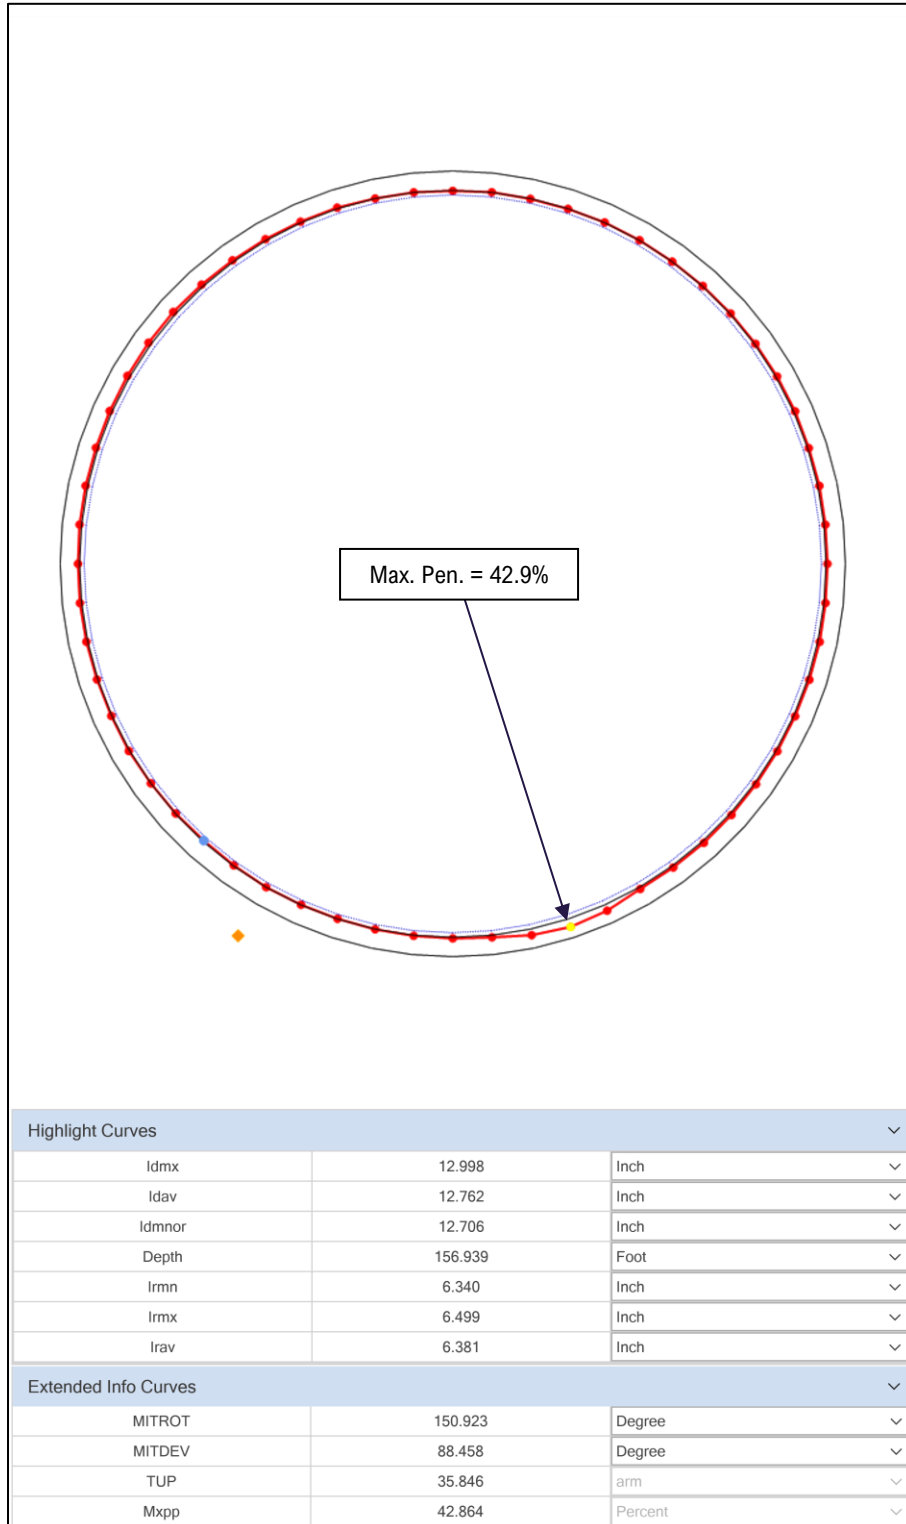 Max. Pen. = 42.9%
Highlight Curves
Idmx 12.998 Inch
Idav 12.762 Inch
Idmnor 12.706 Inch
Depth 156.939 Foot
Irmn 6.340 Inch
Irmx 6.499 Inch
Irav 6.381 Inch
Extended Info Curves
MITROT 150.923 Degree
MITDEV 88.458 Degree
TUP 35.846 arm
Mxpp 42.864 Percent